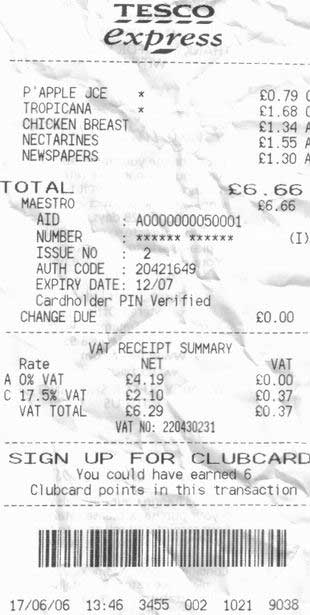 TESCO
express
P'APPLE JCE * £0.79 C
TROPICANA * £1.68 C
CHICKEN BREAST £1.34 A
NECTARINES £1.55 A
NEWSPAPERS £1.30 A
TOTAL £6.66
MAESTRO £6.66
AID : A0000000050001
NUMBER : ****** ****** (I)
ISSUE NO : 2
AUTH CODE : 20421649
EXPIRY DATE: 12/07
Cardholder PIN Verified
CHANGE DUE £0.00
VAT RECEIPT SUMMARY
Rate NET VAT
A 0% VAT £4.19 £0.00
C 17.5% VAT £2.10 £0.37
VAT TOTAL £6.29 £0.37
VAT NO: 220430231
SIGN UP FOR CLUBCARD
You could have earned 6
Clubcard points in this transaction
17/06/06 13:46 3455 002 1021 9038